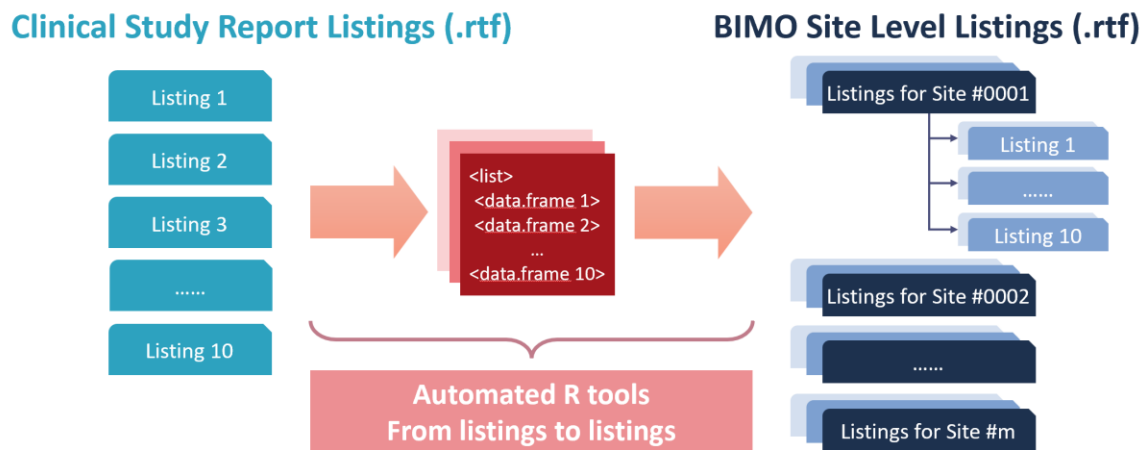 Clinical Study Report Listings (.rtf)
BIMO Site Level Listings (.rtf)
Listing 1
Listing 2
Listing 3
......
Listing 10
<list>
<data.frame 1>
<data.frame 2>
...
<data.frame 10>
Automated R tools
From listings to listings
Listings for Site #0001
Listing 1
......
Listing 10
Listings for Site #0002
......
Listings for Site #m